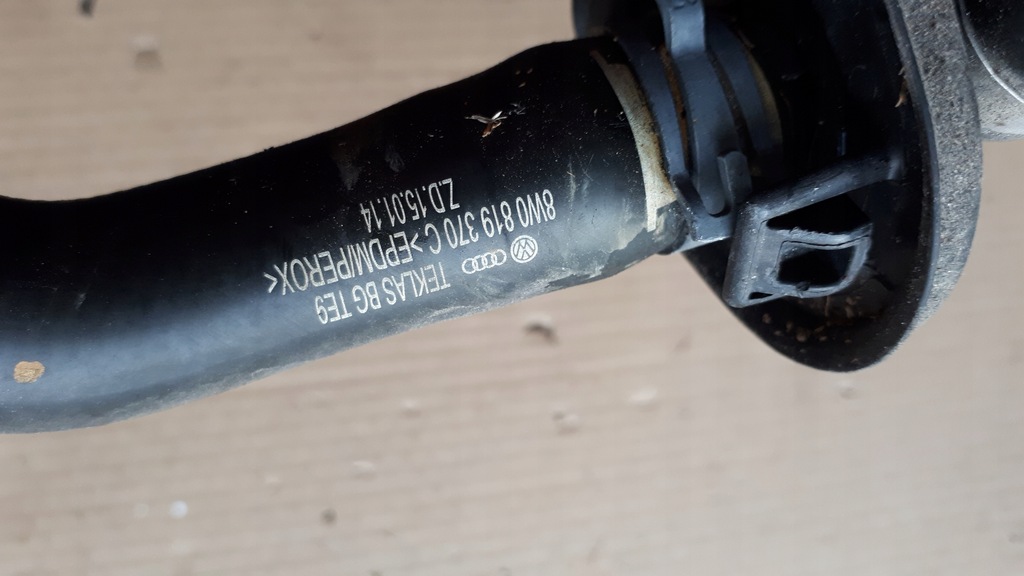 TEKLAS BG TE9
8W0 819 370 C >EPDM/PEROX<
Z.D.15.01.14